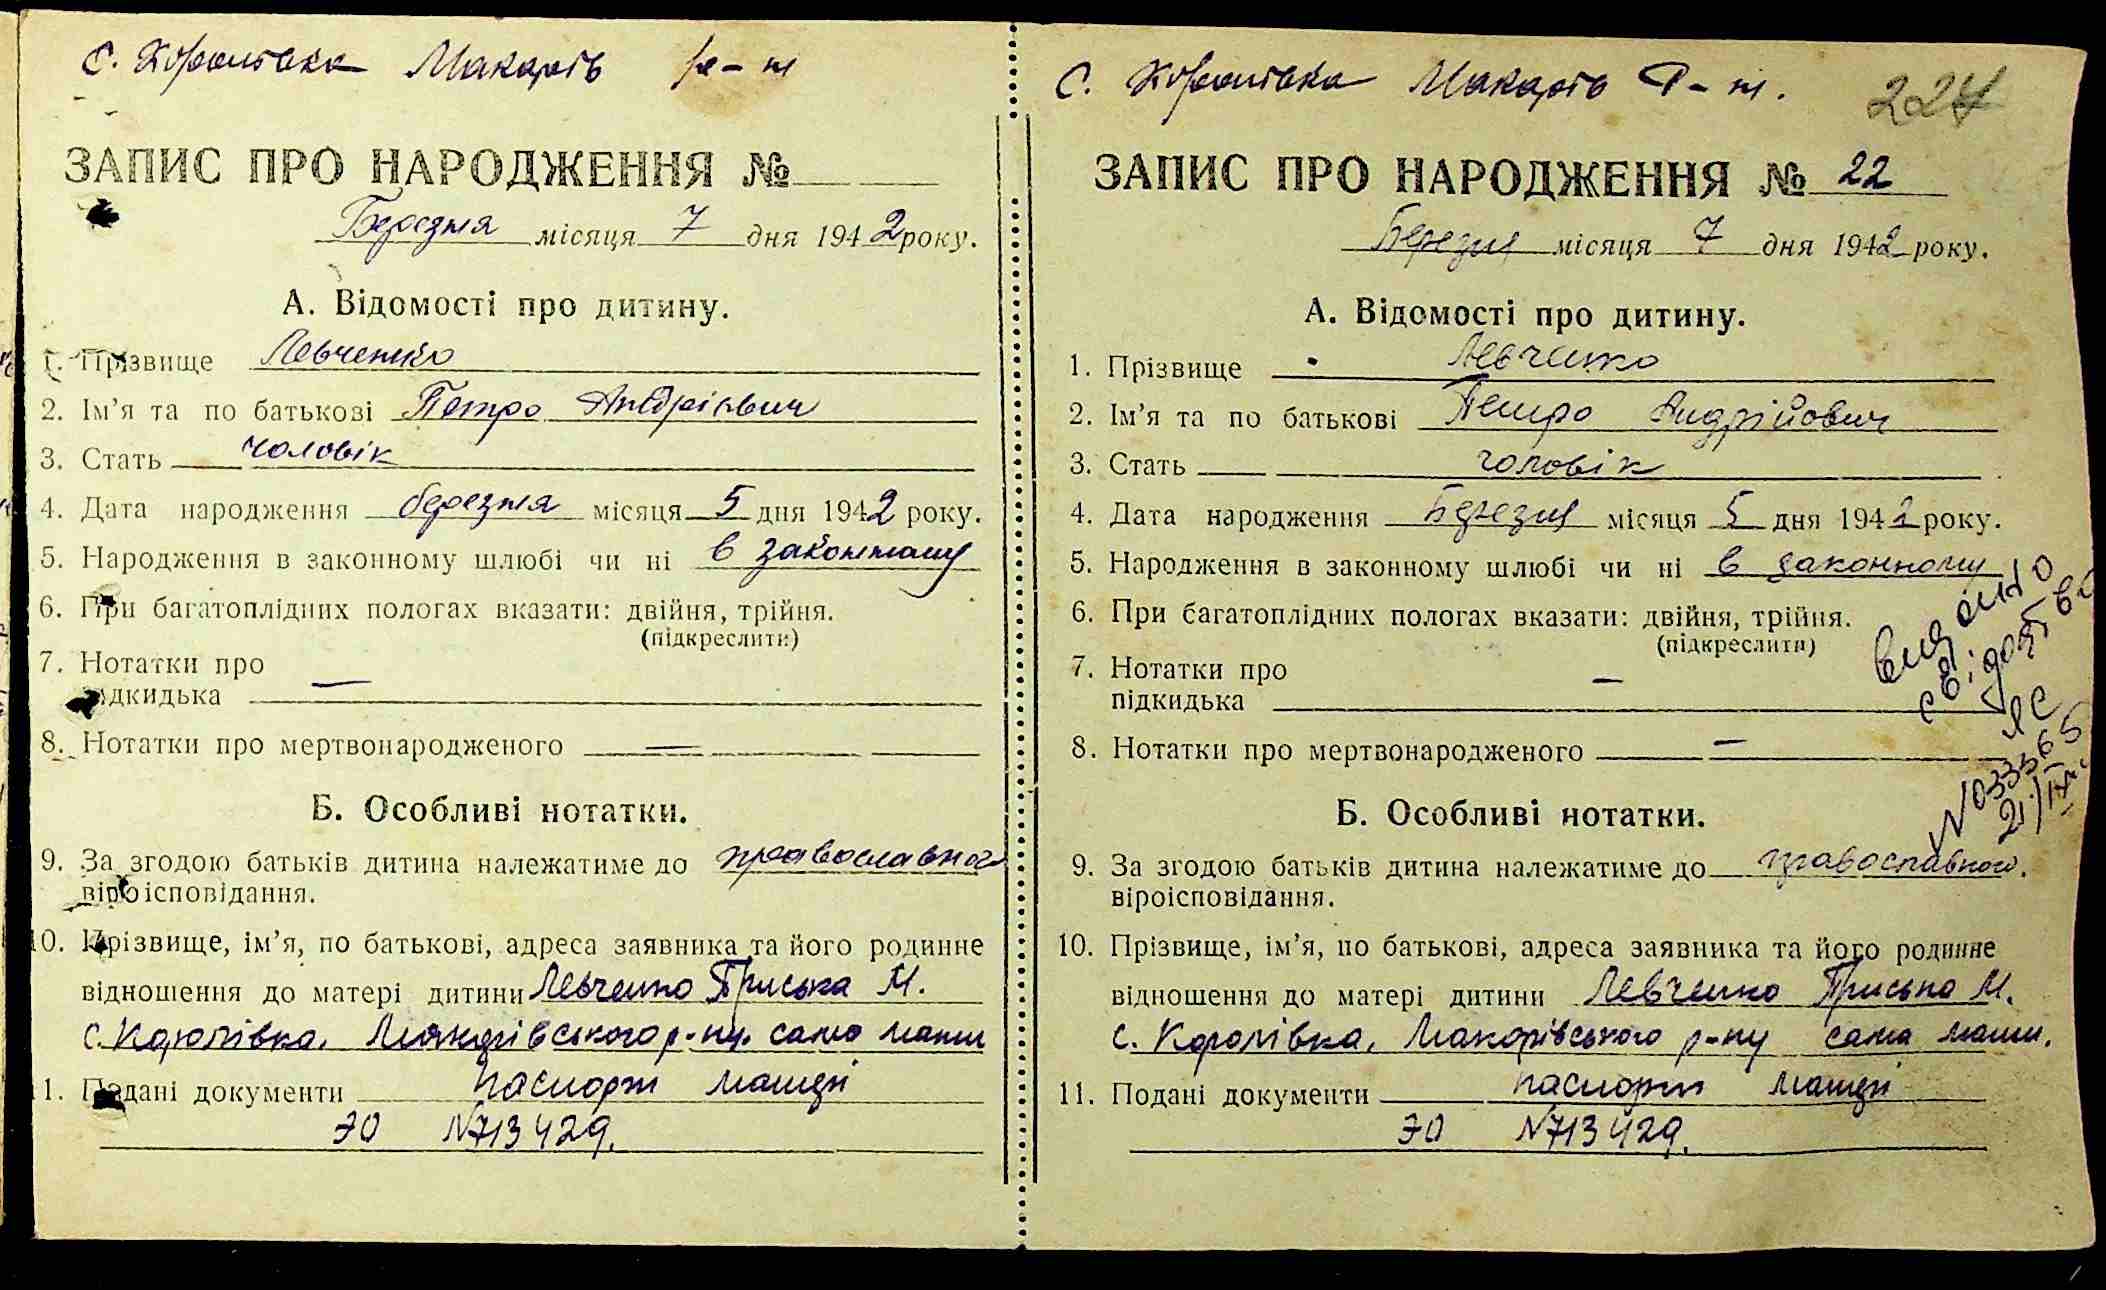 с. Королівка Макарів р-н
ЗАПИС ПРО НАРОДЖЕННЯ №
Березня місяця 7 дня 1942 року.
А. Відомості про дитину.
1. Прізвище Левченко
2. Ім’я та по батькові Петро Андрійович
3. Стать чоловік
4. Дата народження березня місяця 5 дня 1942 року.
5. Народження в законному шлюбі чи ні в законному
6. При багатоплідних пологах вказати: двійня, трійня.
(підкреслити)
7. Нотатки про
підкидька —
8. Нотатки про мертвонародженого —
Б. Особливі нотатки.
9. За згодою батьків дитина належатиме до православного
віроісповідання.
10. Прізвище, ім’я, по батькові, адреса заявника та його родинне
відношення до матері дитини Левченко Приська М.
с. Королівка, Макарівського р-ну. сама мати
11. Подані документи паспорт матері
ЭО №713429.
с. Королівка Макарів Р-н.
227
ЗАПИС ПРО НАРОДЖЕННЯ № 22
Березня місяця 7 дня 1942 року.
А. Відомості про дитину.
1. Прізвище Левченко
2. Ім’я та по батькові Петро Андрійович
3. Стать чоловік
4. Дата народження Березня місяця 5 дня 1942 року.
5. Народження в законному шлюбі чи ні в законному
6. При багатоплідних пологах вказати: двійня, трійня.
(підкреслити)
7. Нотатки про
підкидька —
8. Нотатки про мертвонародженого —
Б. Особливі нотатки.
9. За згодою батьків дитина належатиме до православного.
віроісповідання.
10. Прізвище, ім’я, по батькові, адреса заявника та його родинне
відношення до матері дитини Левченко Приська М.
с. Королівка, Макарівського р-ну сама мати.
11. Подані документи паспорт матері
ЭО №713429.
видано
свідоцтво
ЯС
№033365